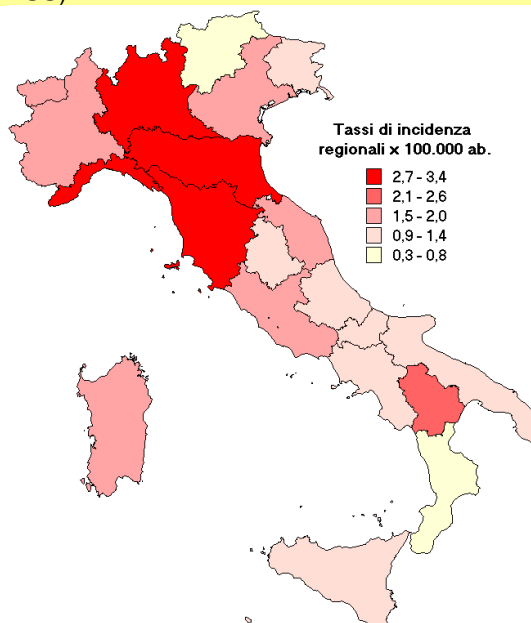 Tassi di incidenza
regionali x 100.000 ab.
2,7 - 3,4
2,1 - 2,6
1,5 - 2,0
0,9 - 1,4
0,3 - 0,8